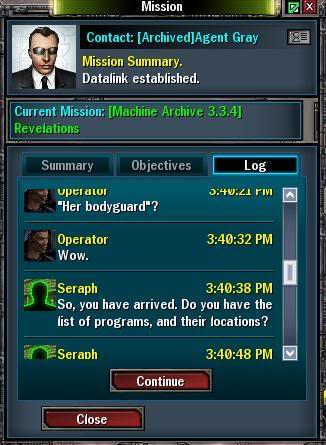 Mission
Contact: [Archived]Agent Gray
Mission Summary.
Datalink established.
Current Mission: [Machine Archive 3.3.4]
Revelations
Summary
Objectives
Log
Operator 3:40:21 PM
"Her bodyguard"?
Operator 3:40:32 PM
Wow.
Seraph 3:40:38 PM
So, you have arrived. Do you have the
list of programs, and their locations?
Seraph 3:40:48 PM
Continue
Close